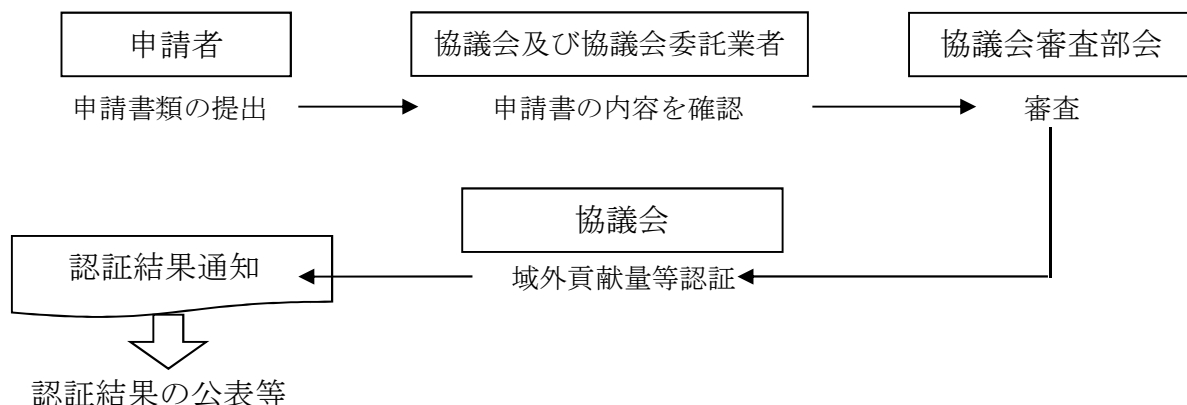 申請者
協議会及び協議会委託業者
協議会審査部会
申請書類の提出
申請書の内容を確認
審査
協議会
域外貢献量等認証
認証結果通知
認証結果の公表等